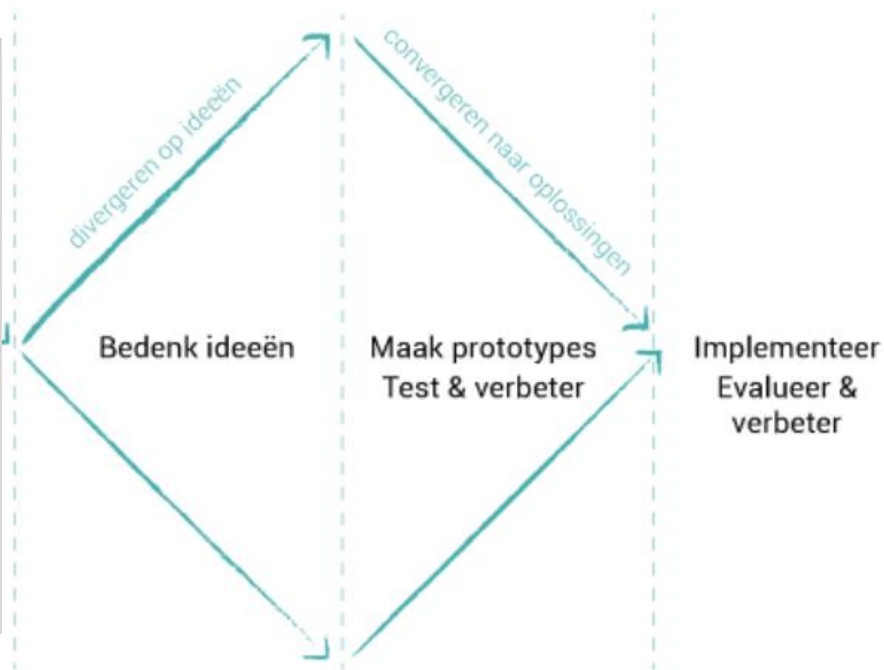 divergeren op ideeën
convergeren naar oplossingen
Bedenk ideeën
Maak prototypes
Test & verbeter
Implementeer
Evalueer &
verbeter